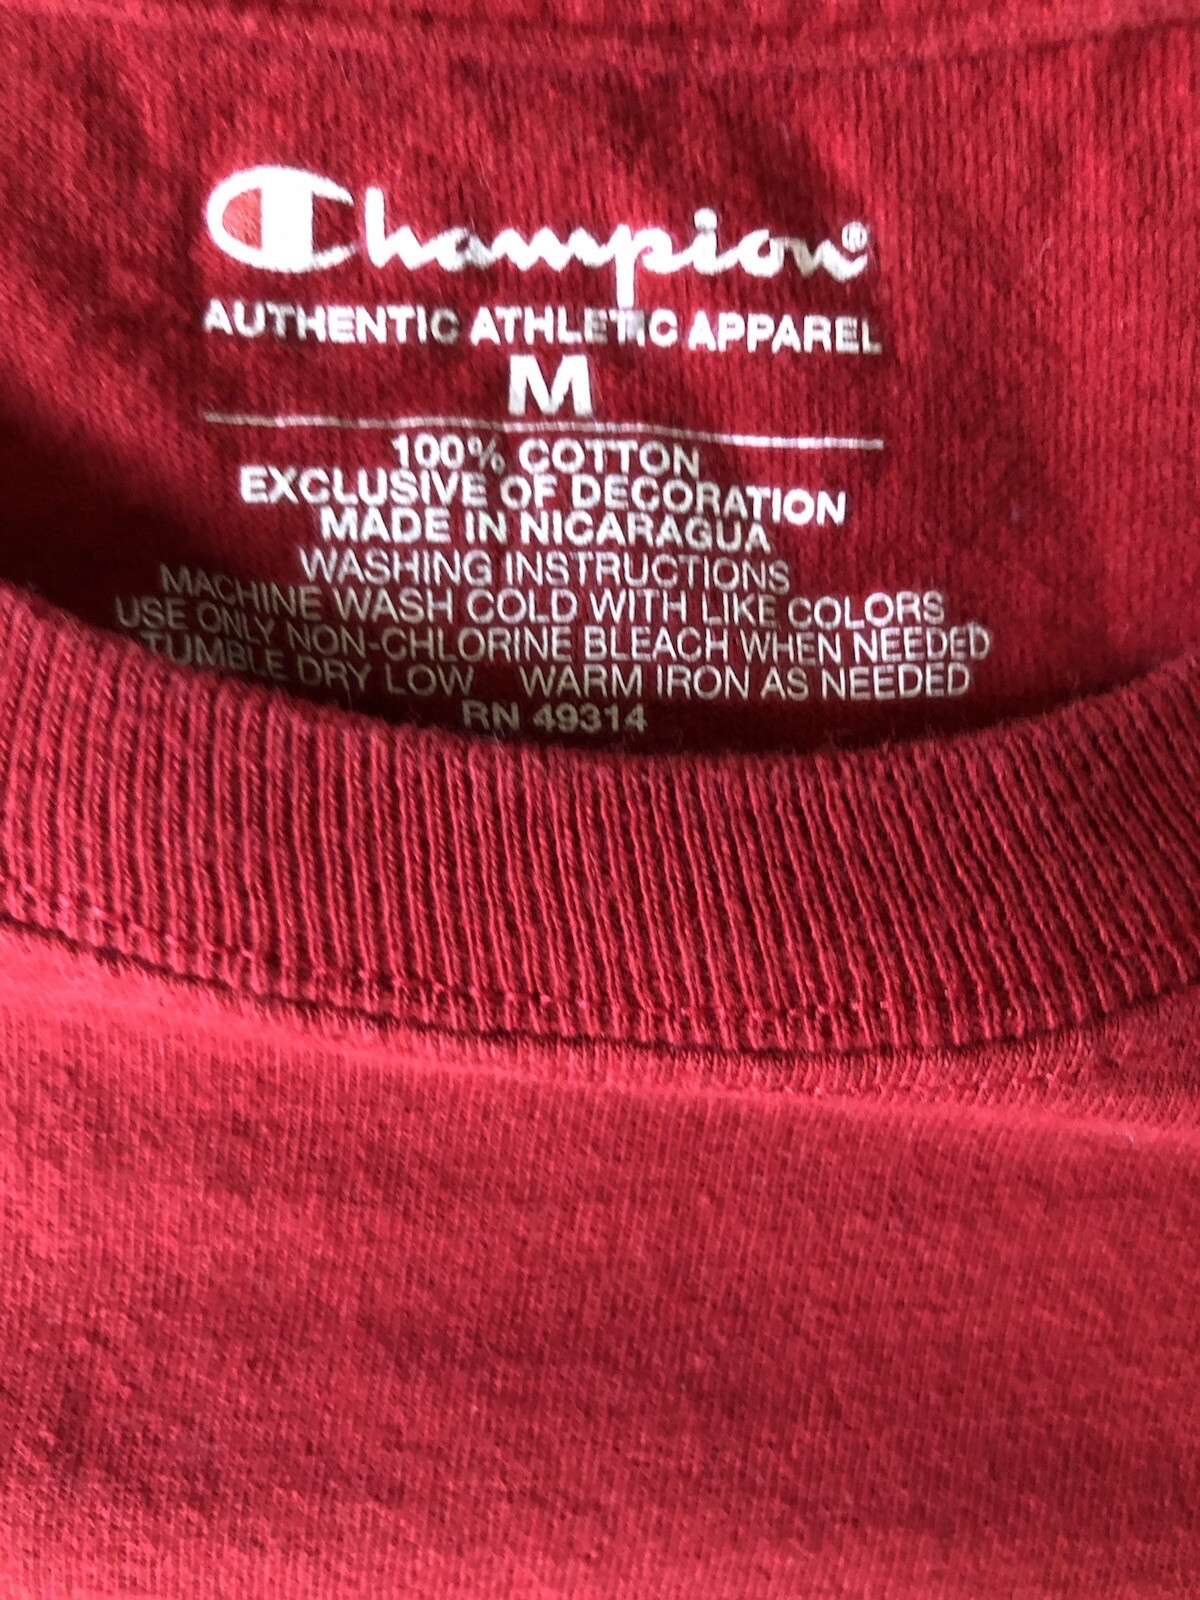 Champion®
AUTHENTIC ATHLETIC APPAREL
M
100% COTTON
EXCLUSIVE OF DECORATION
MADE IN NICARAGUA
WASHING INSTRUCTIONS
MACHINE WASH COLD WITH LIKE COLORS
USE ONLY NON-CHLORINE BLEACH WHEN NEEDED
TUMBLE DRY LOW WARM IRON AS NEEDED
RN 49314